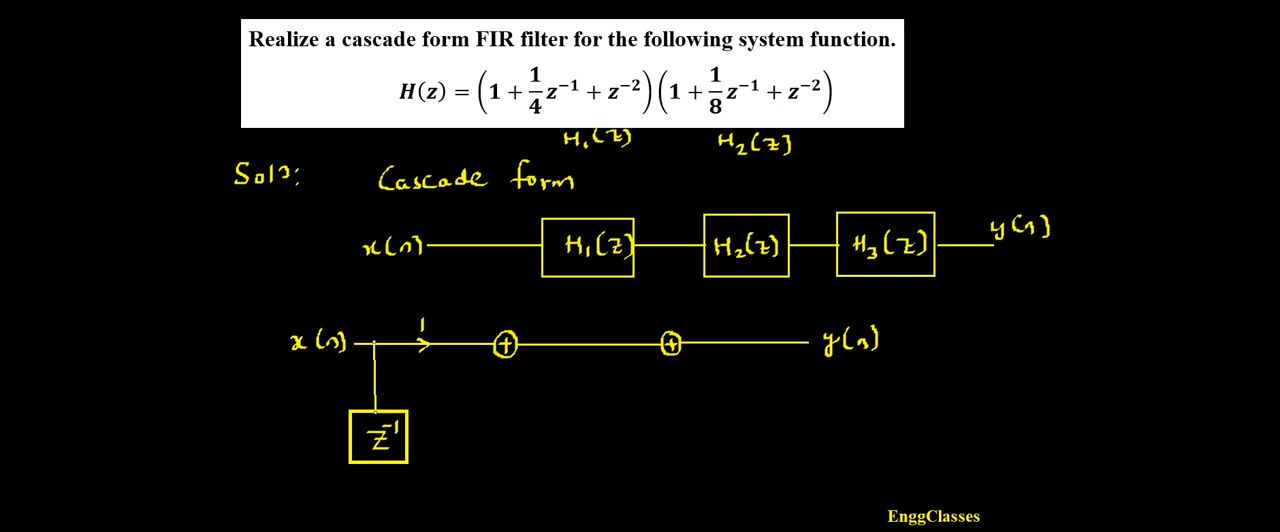 Realize a cascade form FIR filter for the following system function.
H(z) = (1 + 1/4 z⁻¹ + z⁻²)(1 + 1/8 z⁻¹ + z⁻²)
H₁(z) H₂(z)
Soln: Cascade form
x(n) H₁(z) H₂(z) H₃(z) y(n)
x(n) 1 + + y(n)
z⁻¹
EnggClasses